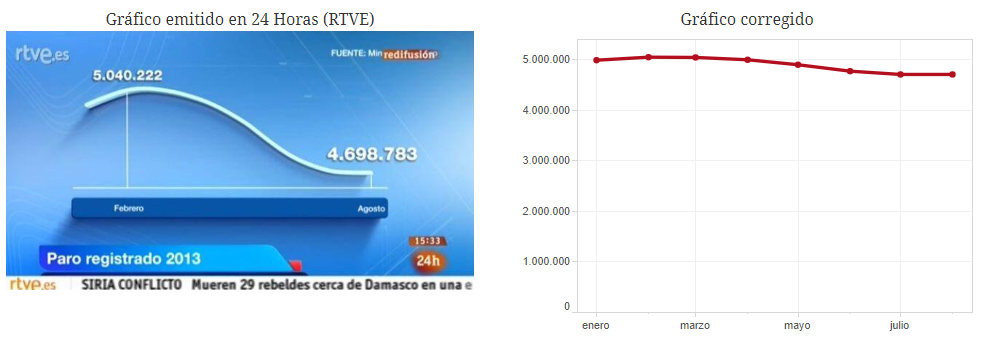 Gráfico emitido en 24 Horas (RTVE)
rtve.es
FUENTE: Min redifusión
5.040.222
4.698.783
Febrero
Agosto
15:33
Paro registrado 2013
24h
rtve.es SIRIA CONFLICTO Mueren 29 rebeldes cerca de Damasco en una e
Gráfico corregido
5.000.000
4.000.000
3.000.000
2.000.000
1.000.000
0
enero
marzo
mayo
julio